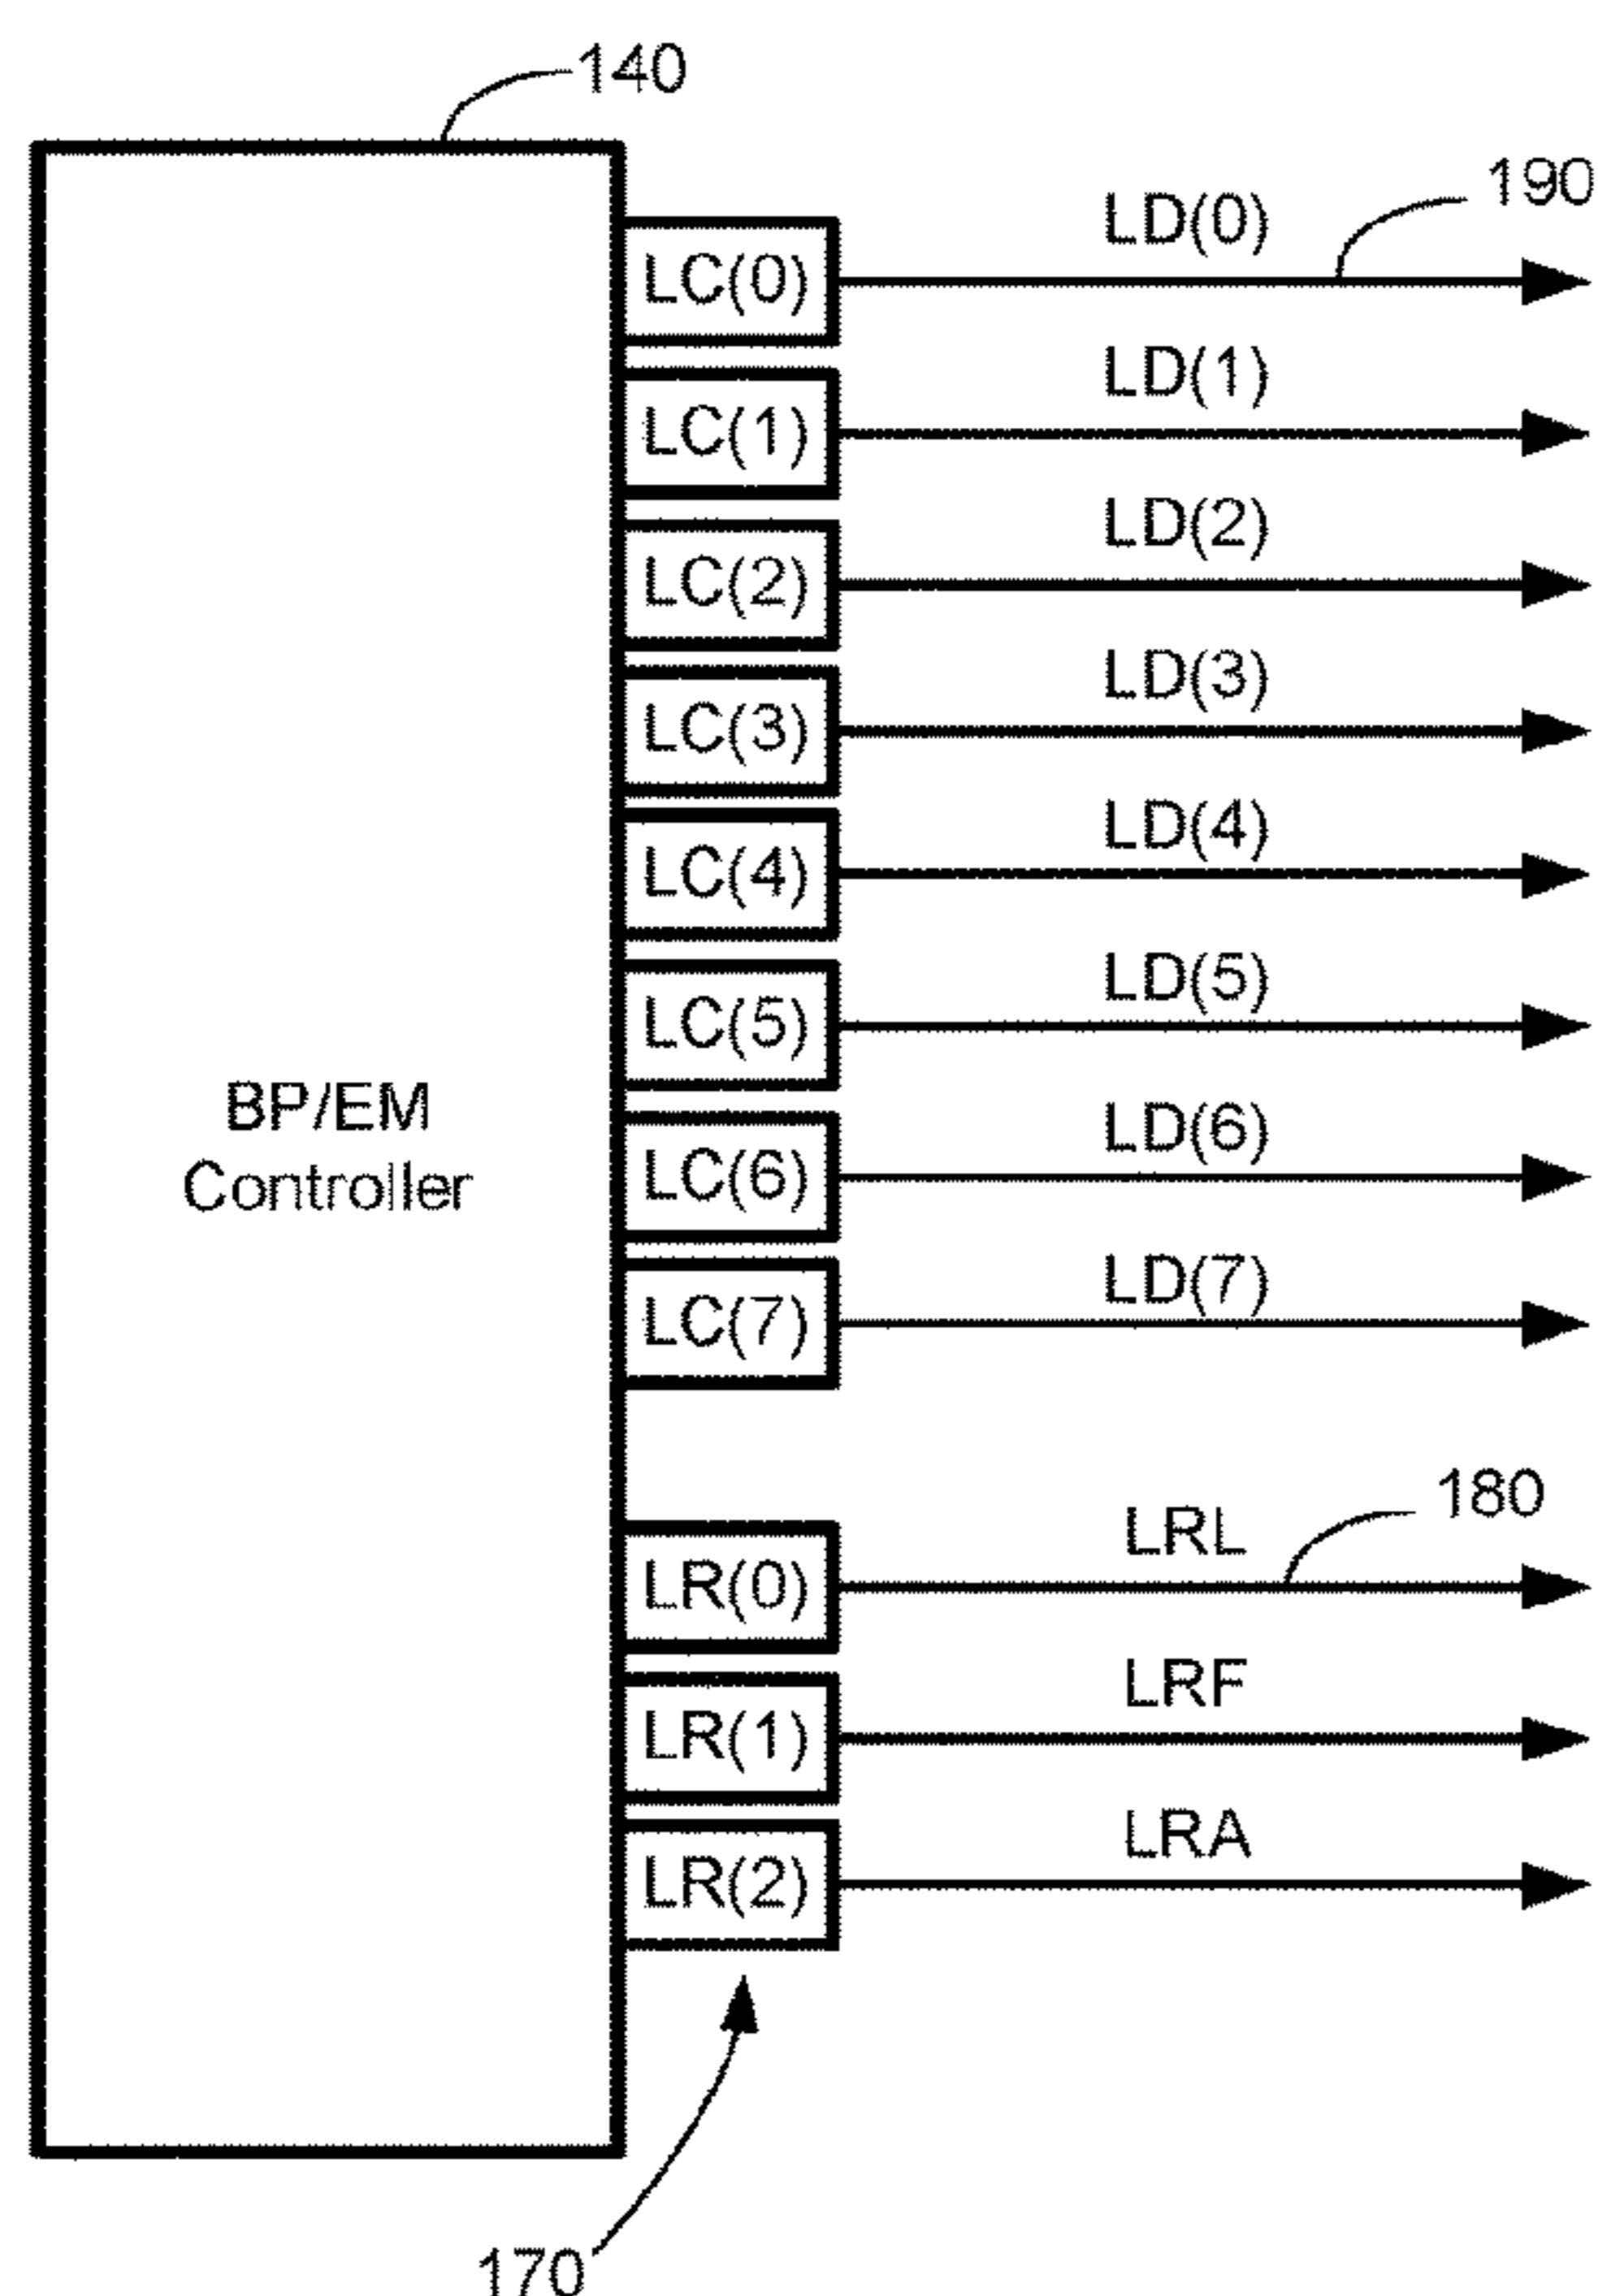 140
190
LD(0)
LC(0)
LD(1)
LC(1)
LD(2)
LC(2)
LD(3)
LC(3)
LD(4)
LC(4)
LD(5)
LC(5)
LD(6)
LC(6)
LD(7)
LC(7)
BP/EM
Controller
180
LRL
LR(0)
LRF
LR(1)
LRA
LR(2)
170